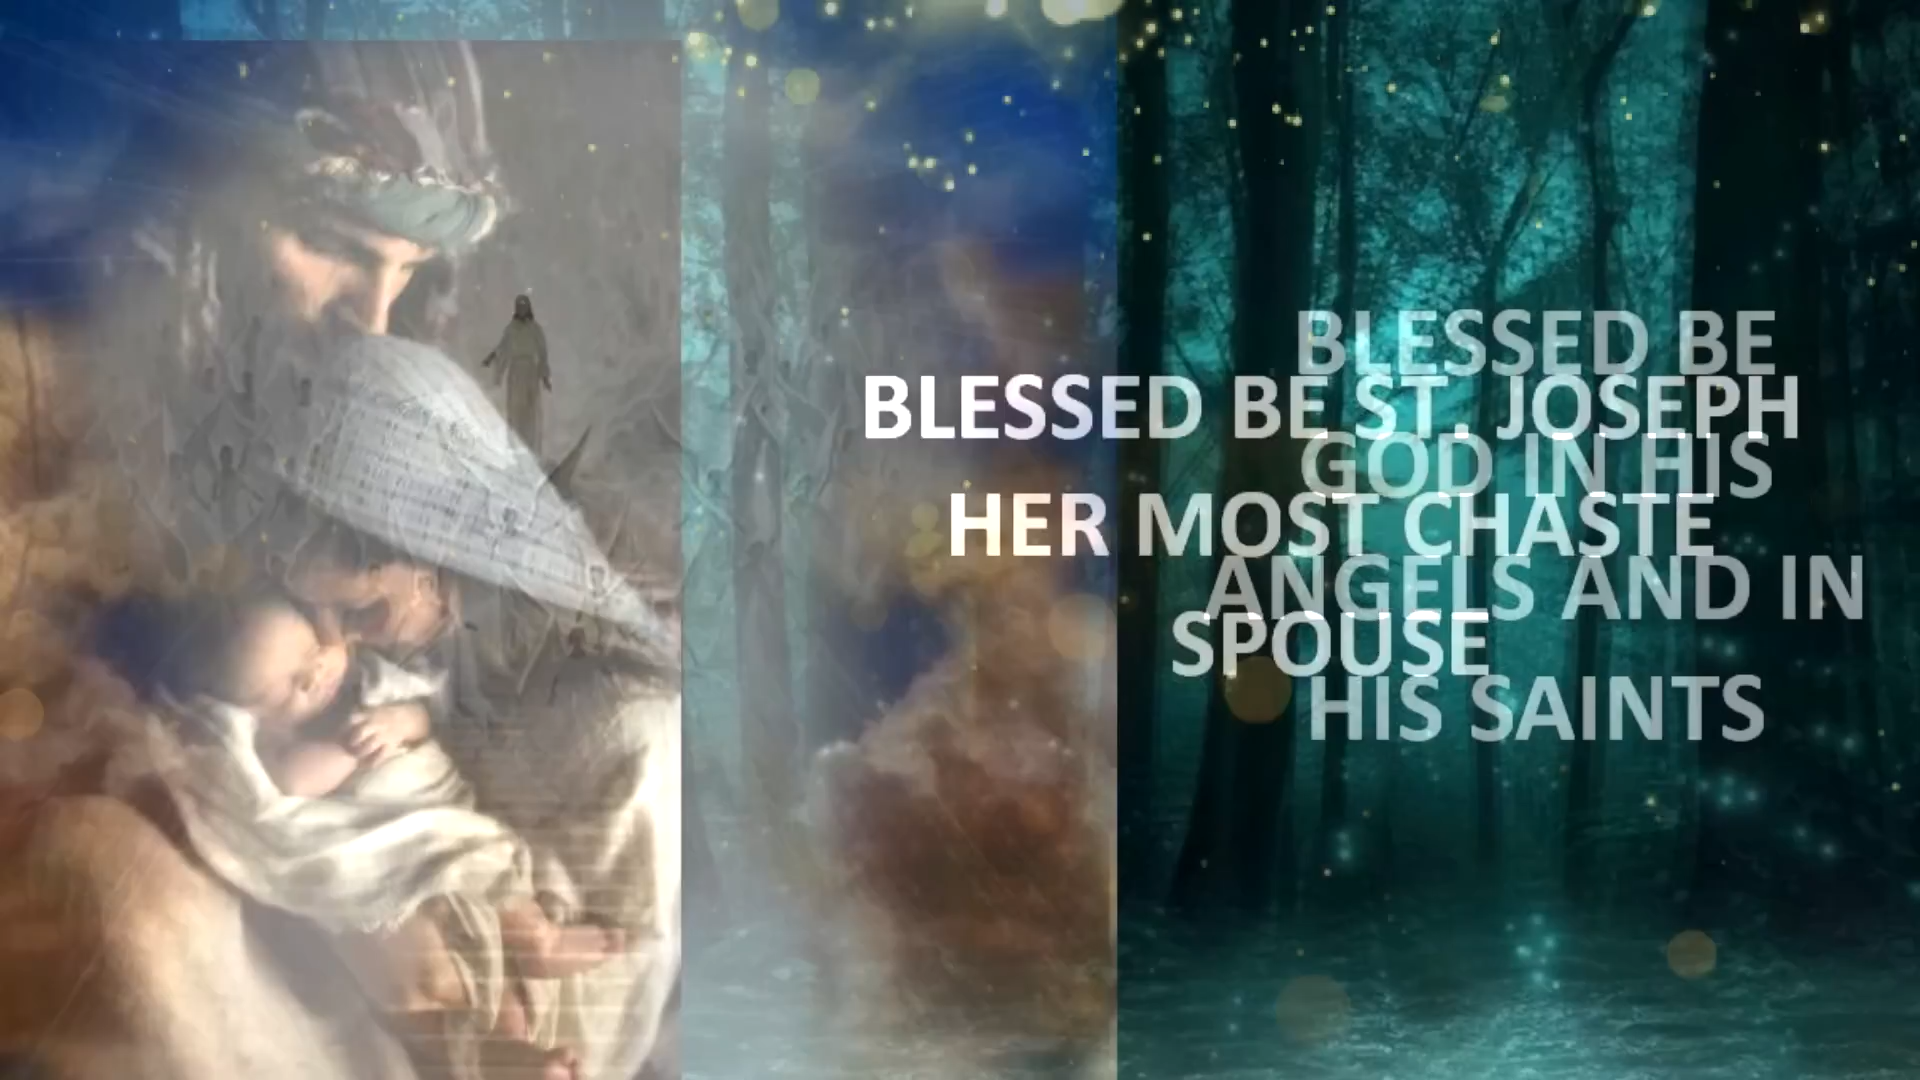 BLESSED BE ST. JOSEPH
HER MOST CHASTE
SPOUSE
BLESSED BE
GOD IN HIS
ANGELS AND IN
HIS SAINTS